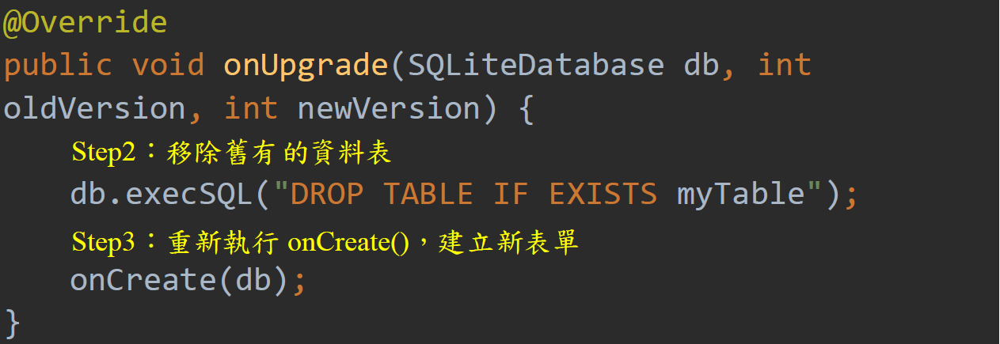 @Override
public void onUpgrade(SQLiteDatabase db, int
oldVersion, int newVersion) {
Step2：移除舊有的資料表
db.execSQL("DROP TABLE IF EXISTS myTable");
Step3：重新執行 onCreate()，建立新表單
onCreate(db);
}